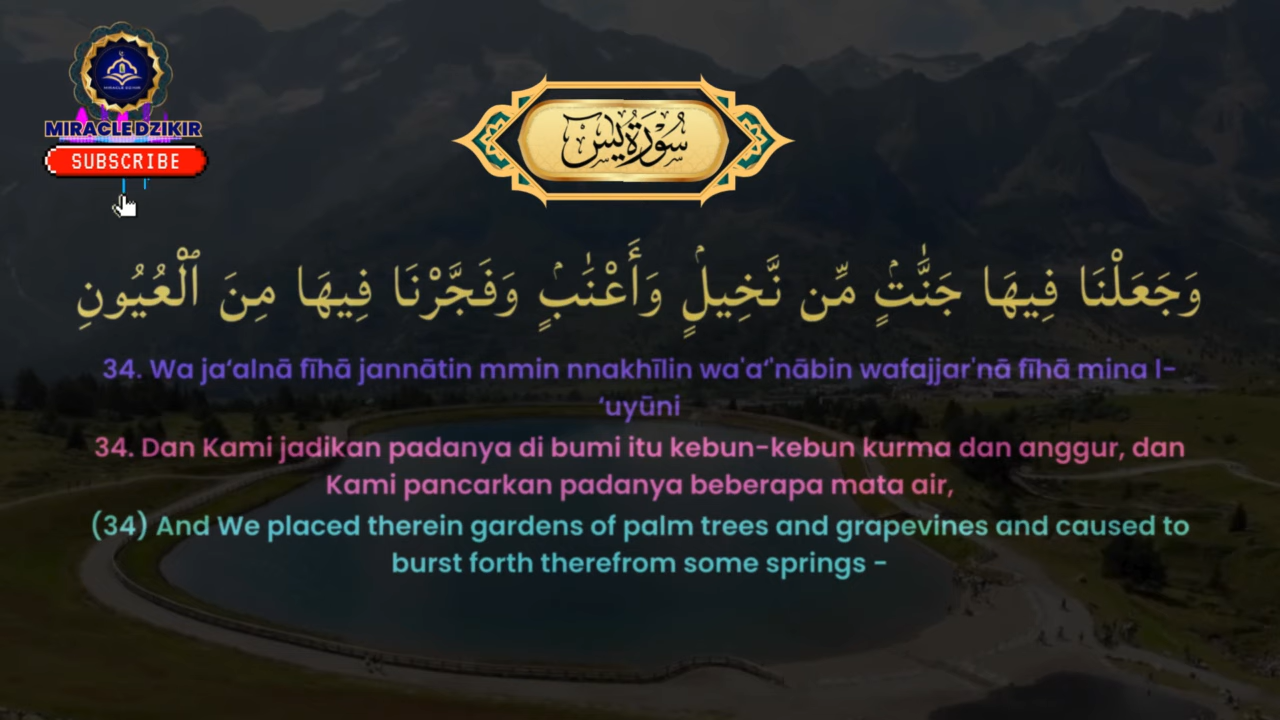 MIRACLE DZIKIR
MIRACLEDZIKIR
SUBSCRIBE
سُورَةُ يس
وَجَعَلْنَا فِيهَا جَنَّٰتٍۢ مِّن نَّخِيلٍۢ وَأَعْنَٰبٍۢ وَفَجَّرْنَا فِيهَا مِنَ ٱلْعُيُونِ
34. Wa ja‘alnā fīhā jannātin mmin nnakhīlin wa'a‘'nābin wafajjar'nā fīhā mina l-
‘uyūni
34. Dan Kami jadikan padanya di bumi itu kebun-kebun kurma dan anggur, dan
Kami pancarkan padanya beberapa mata air,
(34) And We placed therein gardens of palm trees and grapevines and caused to
burst forth therefrom some springs -